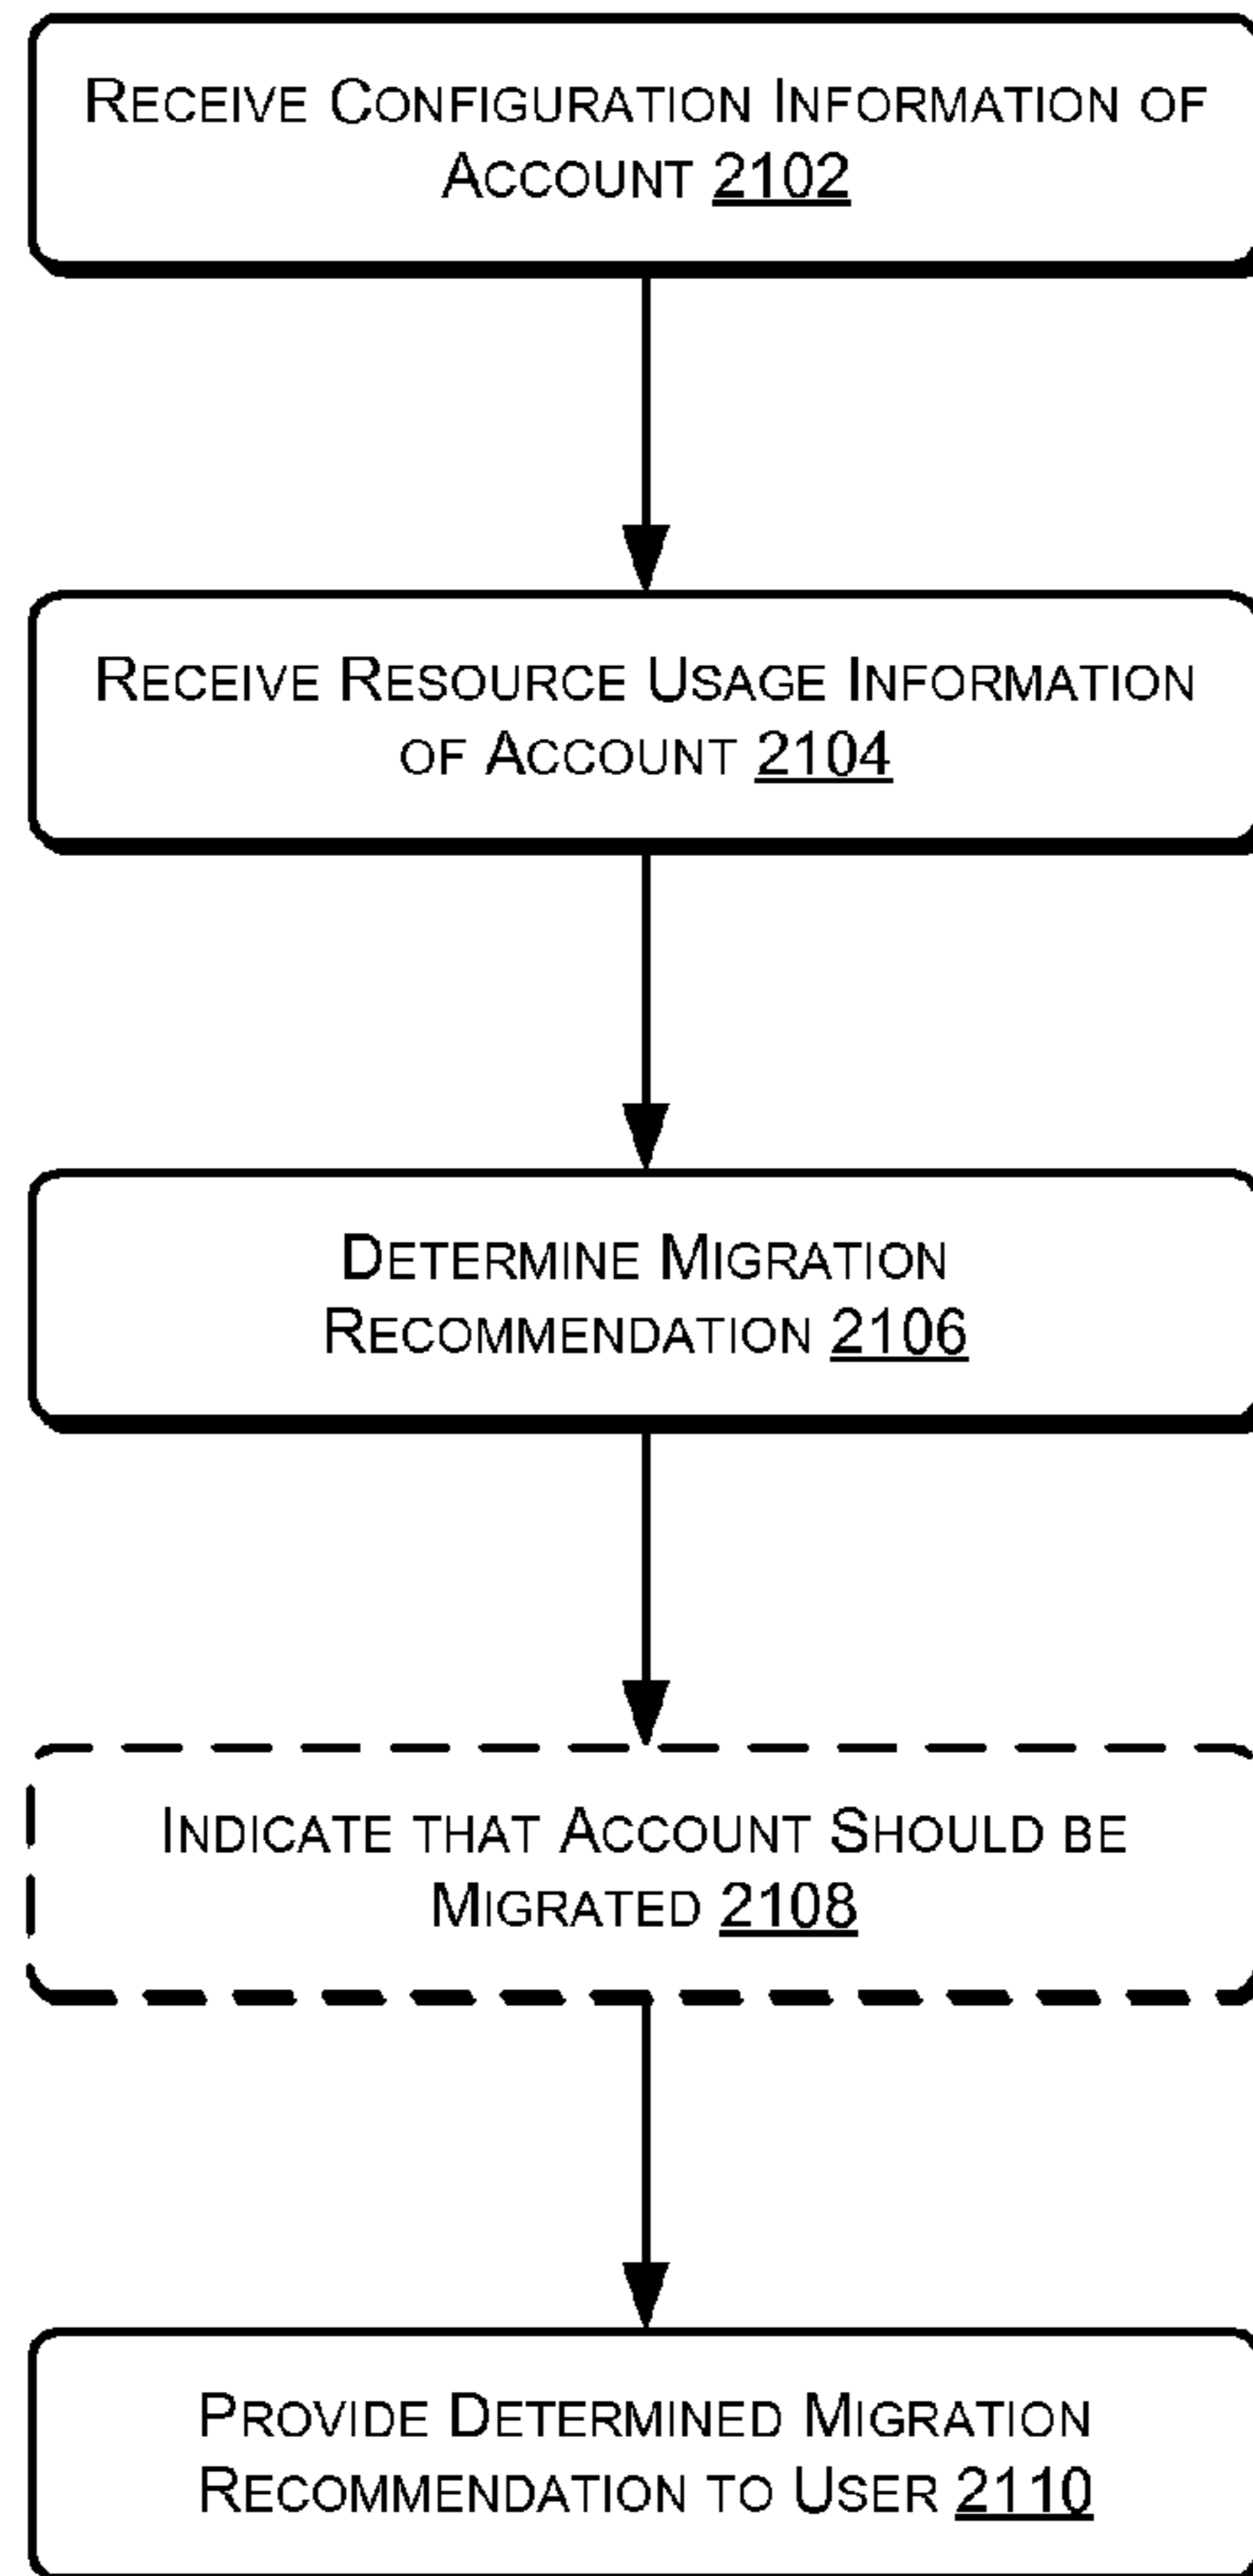 RECEIVE CONFIGURATION INFORMATION OF
ACCOUNT 2102
RECEIVE RESOURCE USAGE INFORMATION
OF ACCOUNT 2104
DETERMINE MIGRATION
RECOMMENDATION 2106
INDICATE THAT ACCOUNT SHOULD BE
MIGRATED 2108
PROVIDE DETERMINED MIGRATION
RECOMMENDATION TO USER 2110